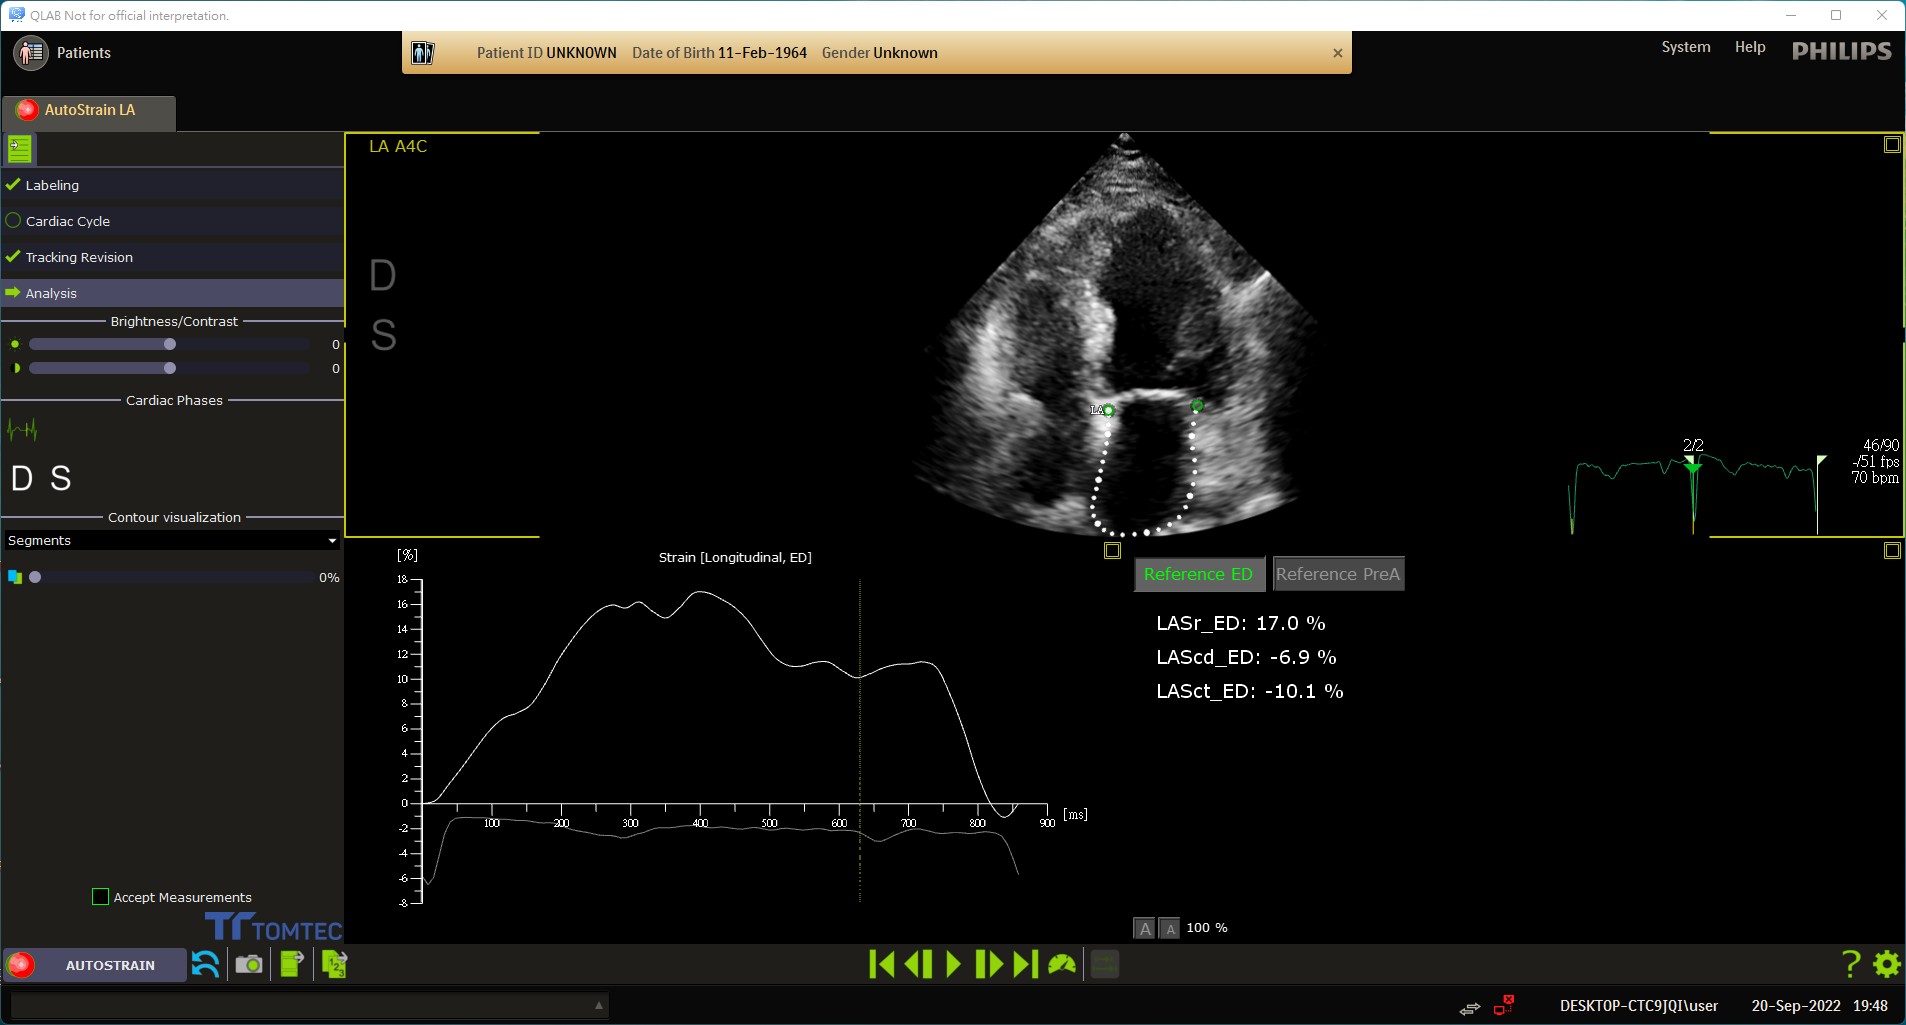 QLAB Not for official interpretation.
Patients
Patient ID UNKNOWN Date of Birth 11-Feb-1964 Gender Unknown
System Help PHILIPS
AutoStrain LA
Labeling
Cardiac Cycle
Tracking Revision
Analysis
Brightness/Contrast
0
0
Cardiac Phases
D S
Contour visualization
Segments
0%
Accept Measurements
TOMTEC
LA A4C
D
S
LA
2/2
46/90
-/51 fps
70 bpm
[%]
Strain [Longitudinal, ED]
18
16
14
12
10
8
6
4
2
0
-2
-4
-6
-8
100 200 300 400 500 600 700 800 900 [ms]
Reference ED Reference PreA
LASr_ED: 17.0 %
LAScd_ED: -6.9 %
LASct_ED: -10.1 %
A A 100 %
AUTOSTRAIN
123
?
DESKTOP-CTC9JQI\user 20-Sep-2022 19:48